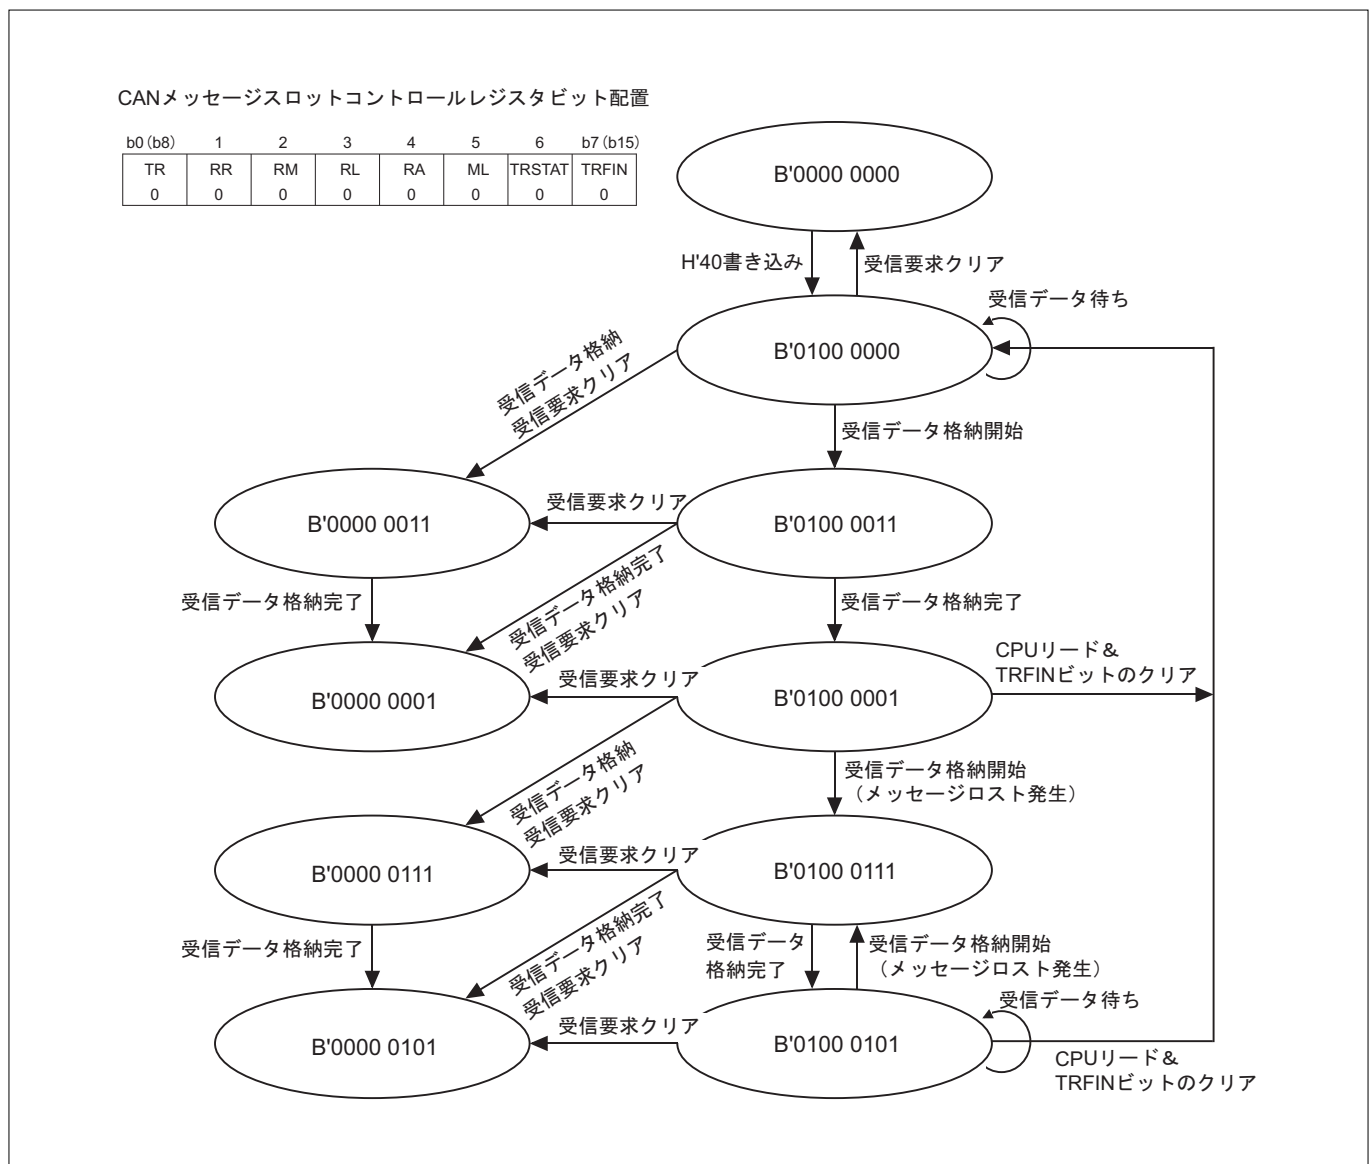 CANメッセージスロットコントロールレジスタビット配置
b0(b8) 1 2 3 4 5 6 b7(b15)
TR RR RM RL RA ML TRSTAT TRFIN
0 0 0 0 0 0 0 0
B'0000 0000
H'40書き込み
受信要求クリア
受信データ待ち
B'0100 0000
受信データ格納
受信要求クリア
受信データ格納開始
B'0000 0011
受信要求クリア
B'0100 0011
受信データ格納完了
受信データ格納完了
受信要求クリア
受信データ格納完了
B'0000 0001
受信要求クリア
B'0100 0001
CPUリード&
TRFINビットのクリア
受信データ格納
受信要求クリア
受信データ格納開始
(メッセージロスト発生)
B'0000 0111
受信要求クリア
B'0100 0111
受信データ格納完了
受信データ格納完了
受信要求クリア
受信データ
格納完了
受信データ格納開始
(メッセージロスト発生)
受信データ待ち
B'0000 0101
受信要求クリア
B'0100 0101
CPUリード&
TRFINビットのクリア